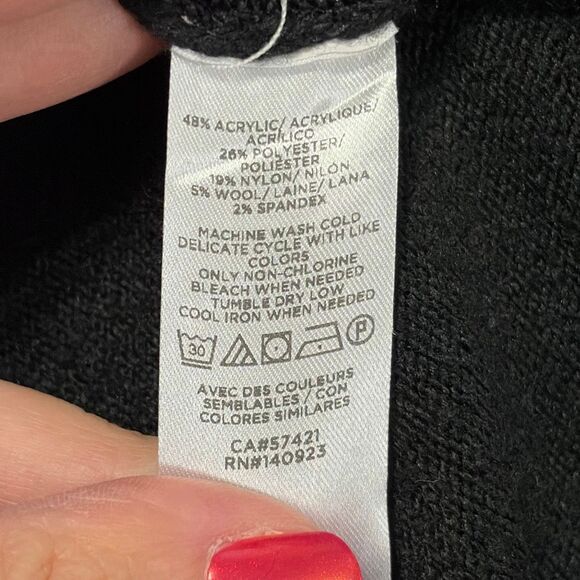 48% ACRYLIC/ ACRYLIQUE/
ACRÍLICO
26% POLYESTER/
POLIÉSTER
19% NYLON/ NILON
5% WOOL/ LAINE/ LANA
2% SPANDEX
MACHINE WASH COLD
DELICATE CYCLE WITH LIKE
COLORS
ONLY NON-CHLORINE
BLEACH WHEN NEEDED
TUMBLE DRY LOW
COOL IRON WHEN NEEDED
30 P
AVEC DES COULEURS
SEMBLABLES / CON
COLORES SIMILARES
CA#57421
RN#140923